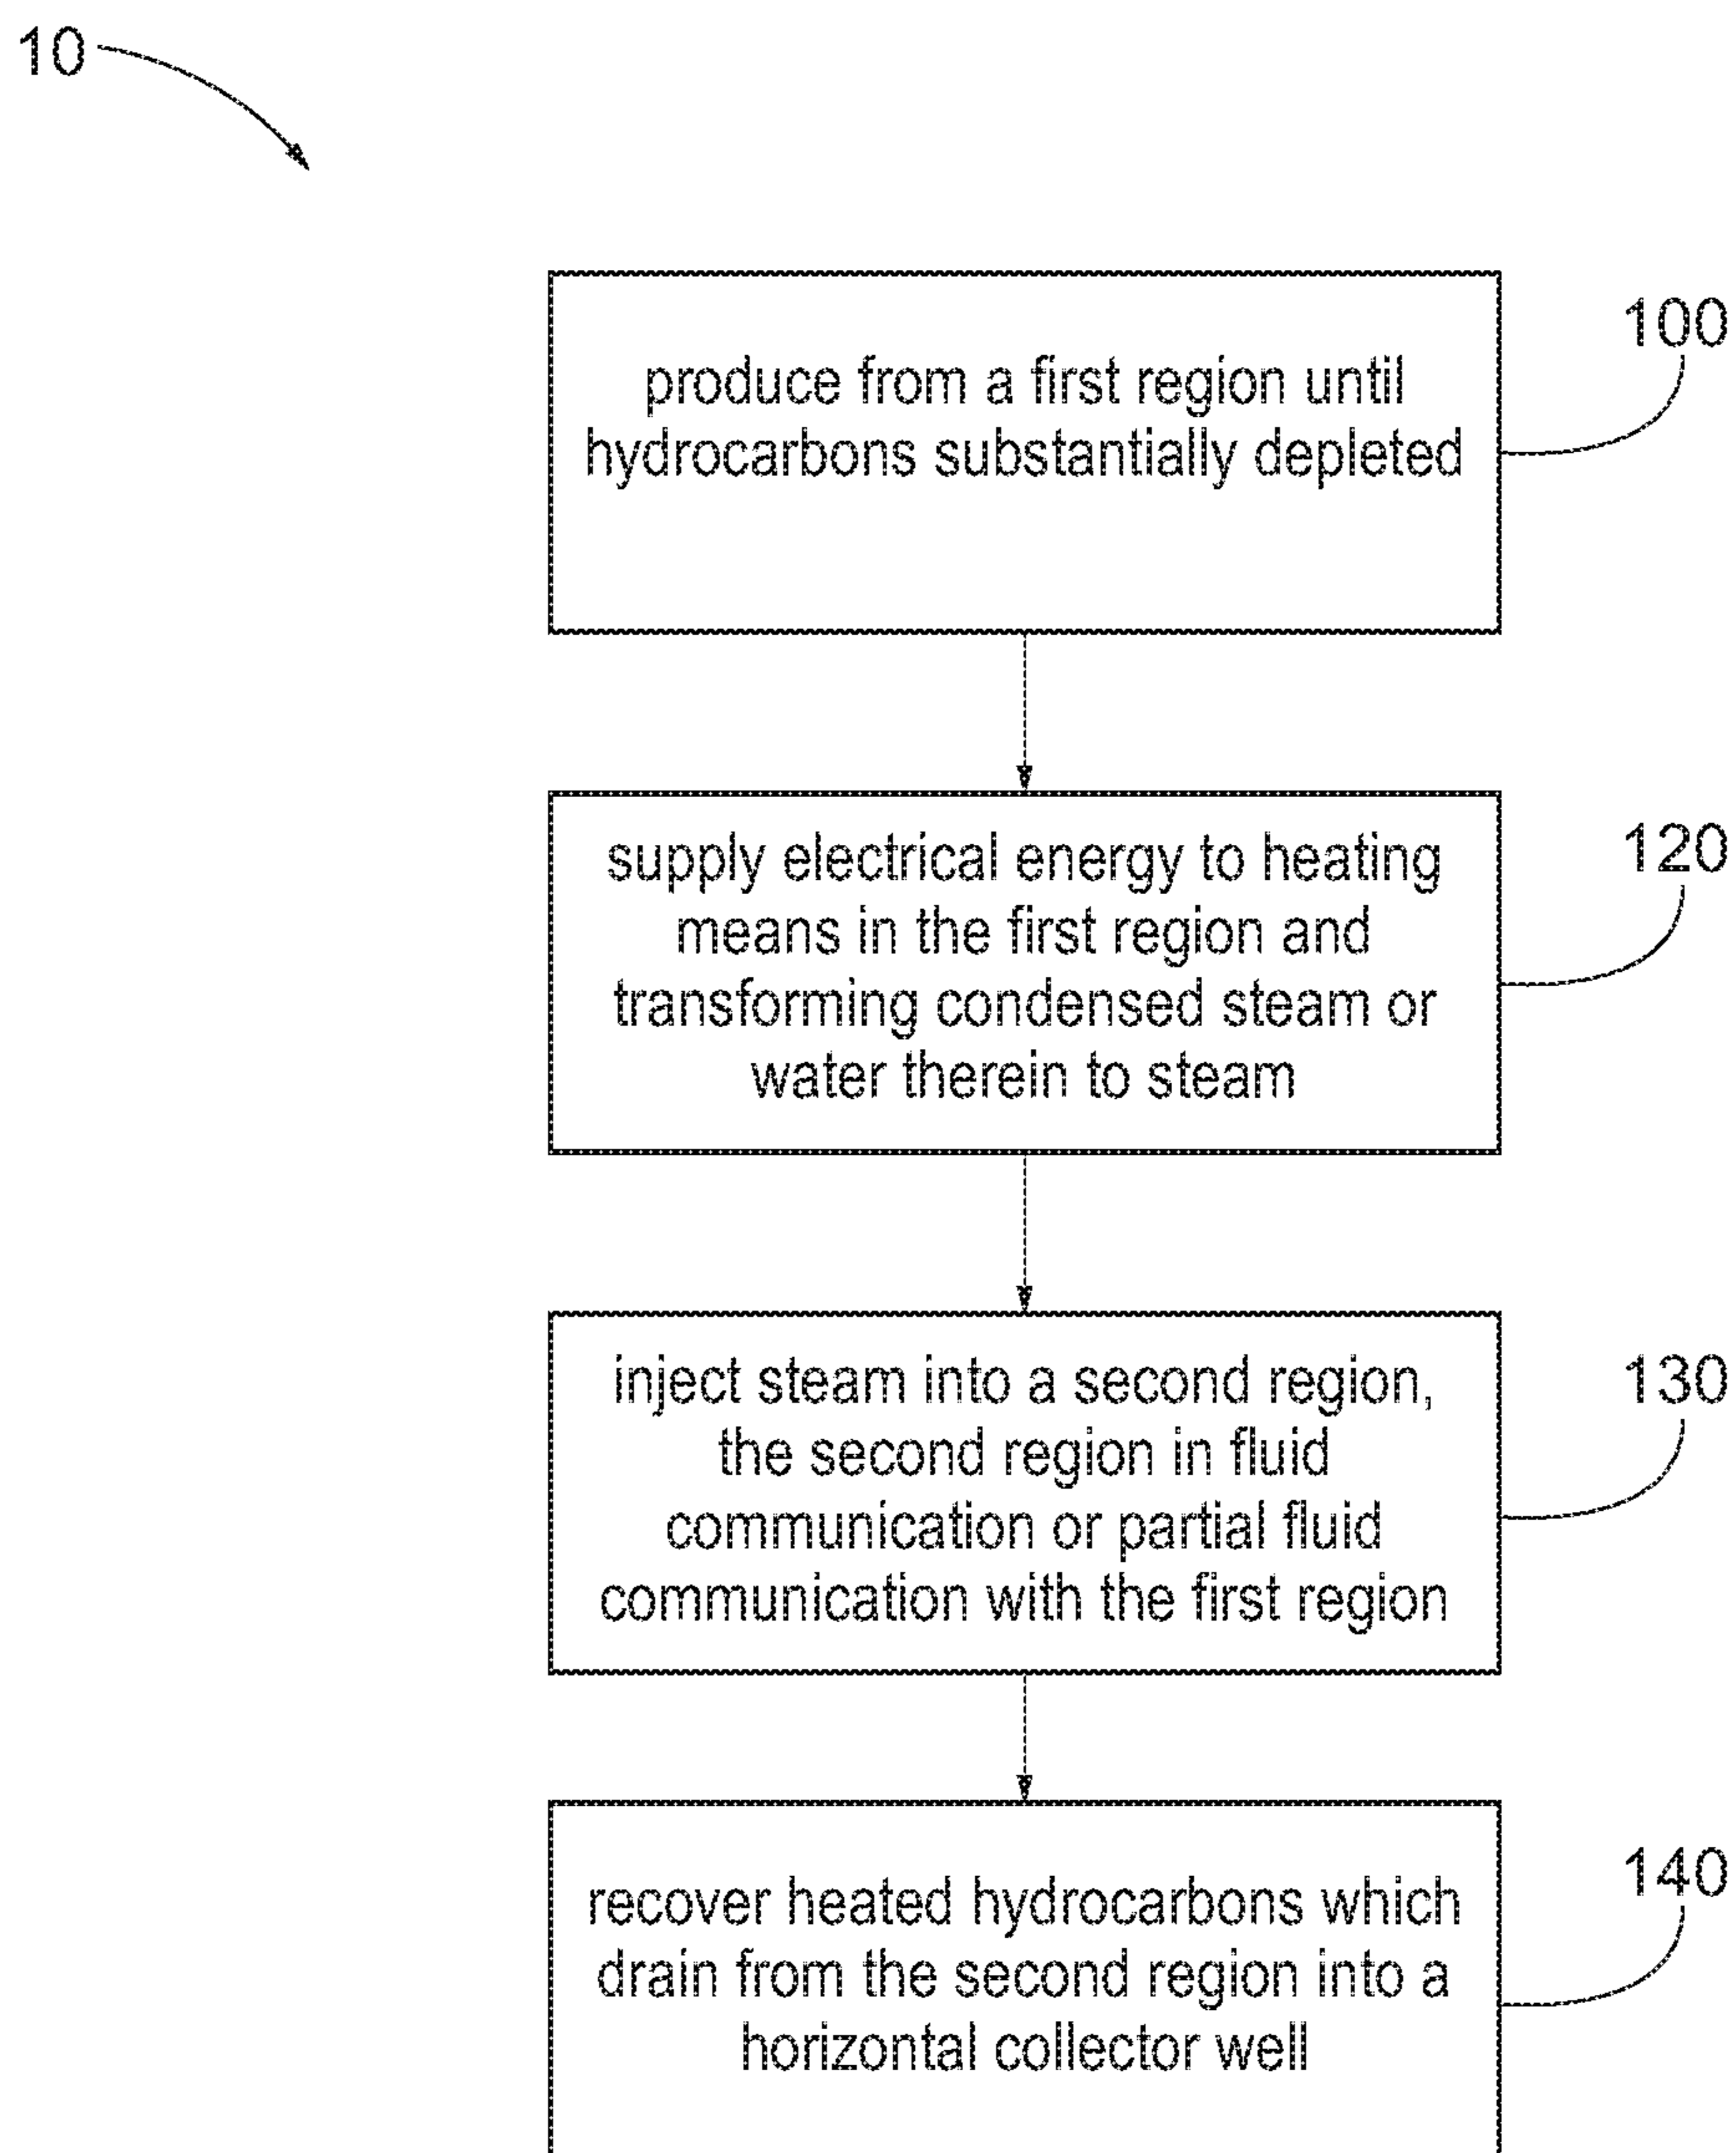 10
100
produce from a first region until
hydrocarbons substantially depleted
120
supply electrical energy to heating
means in the first region and
transforming condensed steam or
water therein to steam
130
inject steam into a second region,
the second region in fluid
communication or partial fluid
communication with the first region
140
recover heated hydrocarbons which
drain from the second region into a
horizontal collector well